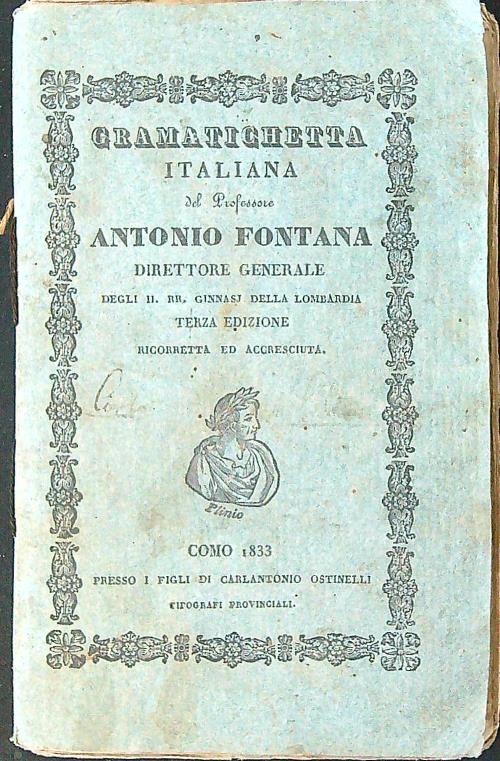 GRAMATICHETTA
ITALIANA
del Professore
ANTONIO FONTANA
DIRETTORE GENERALE
DEGLI II. RR. GINNASJ DELLA LOMBARDIA
TERZA EDIZIONE
RICORRETTA ED ACCRESCIUTA.
Plinio
COMO 1833
PRESSO I FIGLI DI CARLANTONIO OSTINELLI
TIPOGRAFI PROVINCIALI.